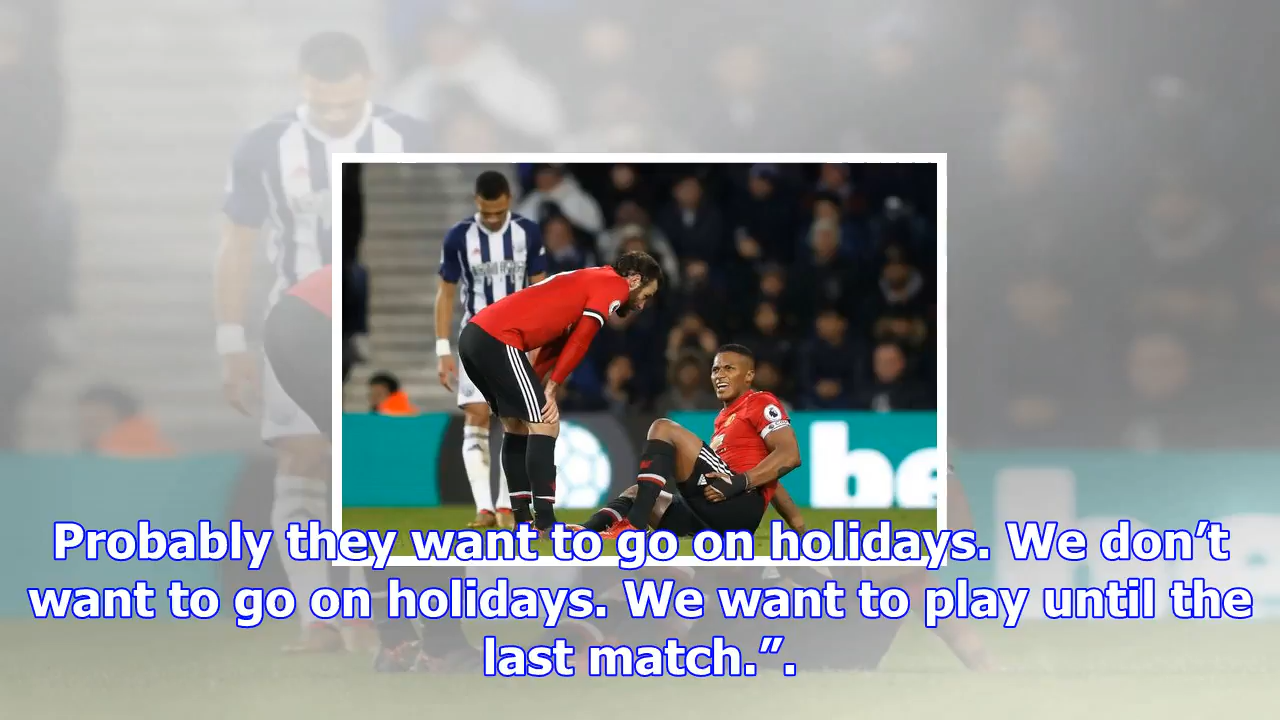 be
Probably they want to go on holidays. We don’t
want to go on holidays. We want to play until the
last match.”.